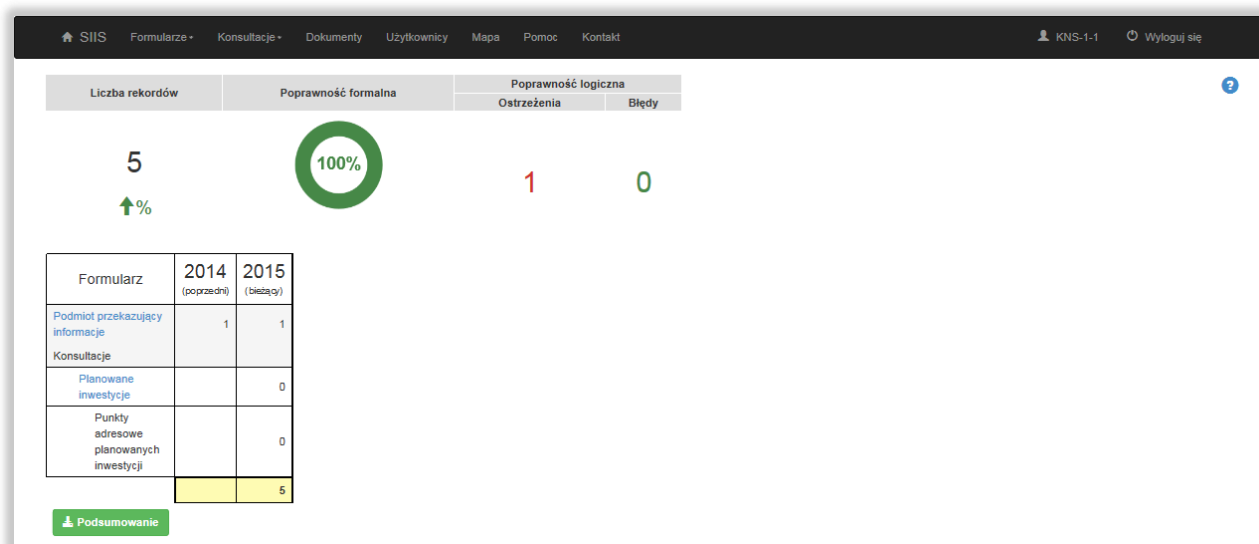 SIIS Formularze Konsultacje Dokumenty Użytkownicy Mapa Pomoc Kontakt KNS-1-1 Wyloguj się
Liczba rekordów Poprawność formalna Poprawność logiczna
Ostrzeżenia Błędy
?
5 100% 1 0
%
Formularz 2014 2015
(poprzedni) (bieżący)
Podmiot przekazujący 1 1
informacje
Konsultacje
Planowane 0
inwestycje
Punkty
adresowe 0
planowanych
inwestycji
5
Podsumowanie